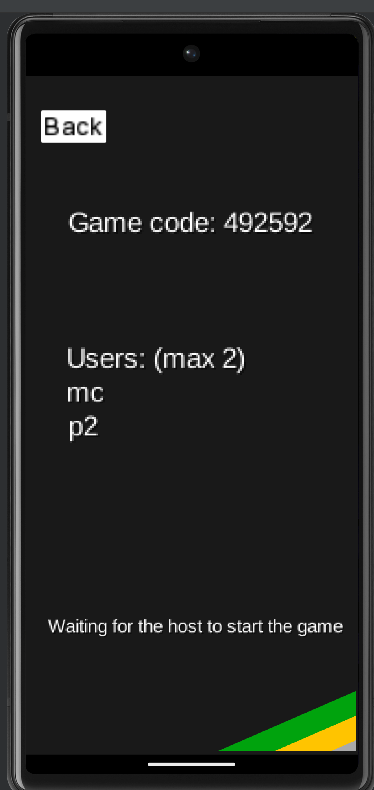 Back
Game code: 492592
Users: (max 2)
mc
p2
Waiting for the host to start the game